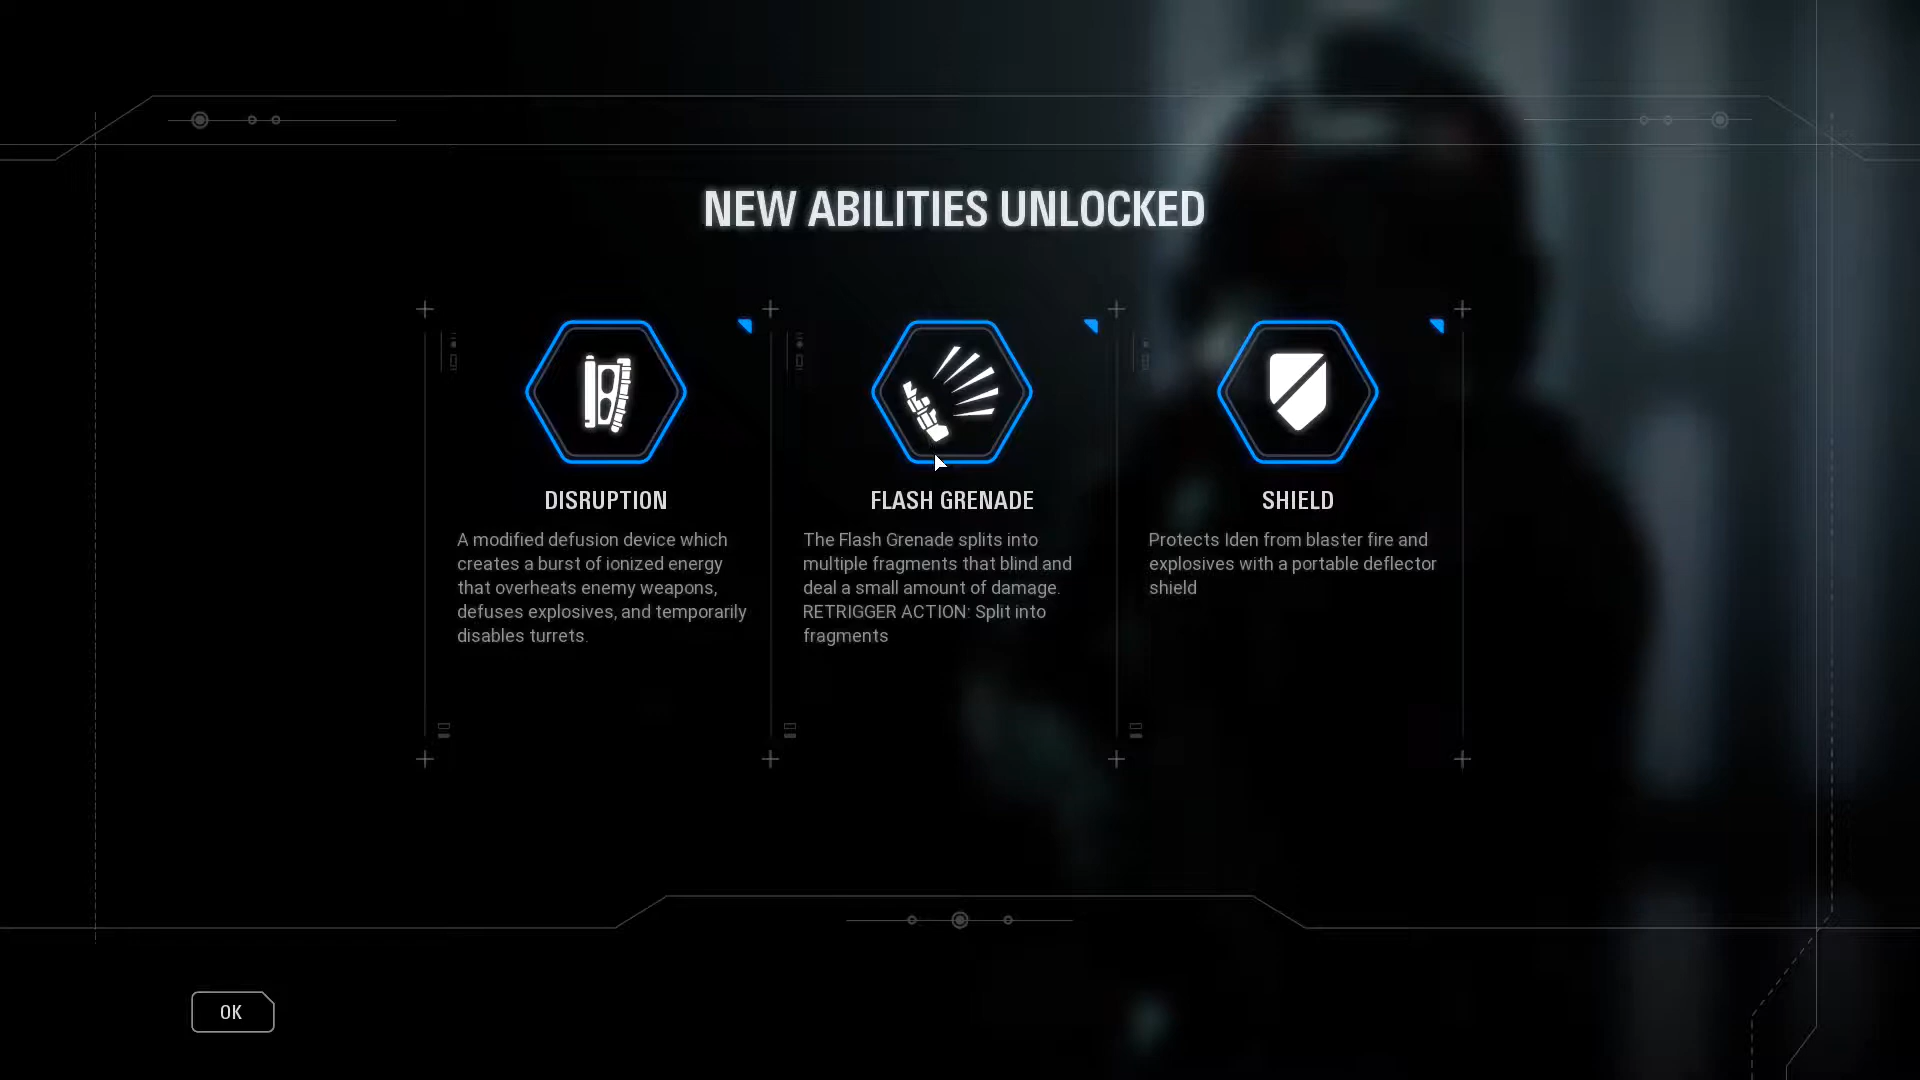 NEW ABILITIES UNLOCKED
DISRUPTION
A modified defusion device which
creates a burst of ionized energy
that overheats enemy weapons,
defuses explosives, and temporarily
disables turrets.
FLASH GRENADE
The Flash Grenade splits into
multiple fragments that blind and
deal a small amount of damage.
RETRIGGER ACTION: Split into
fragments
SHIELD
Protects Iden from blaster fire and
explosives with a portable deflector
shield
OK